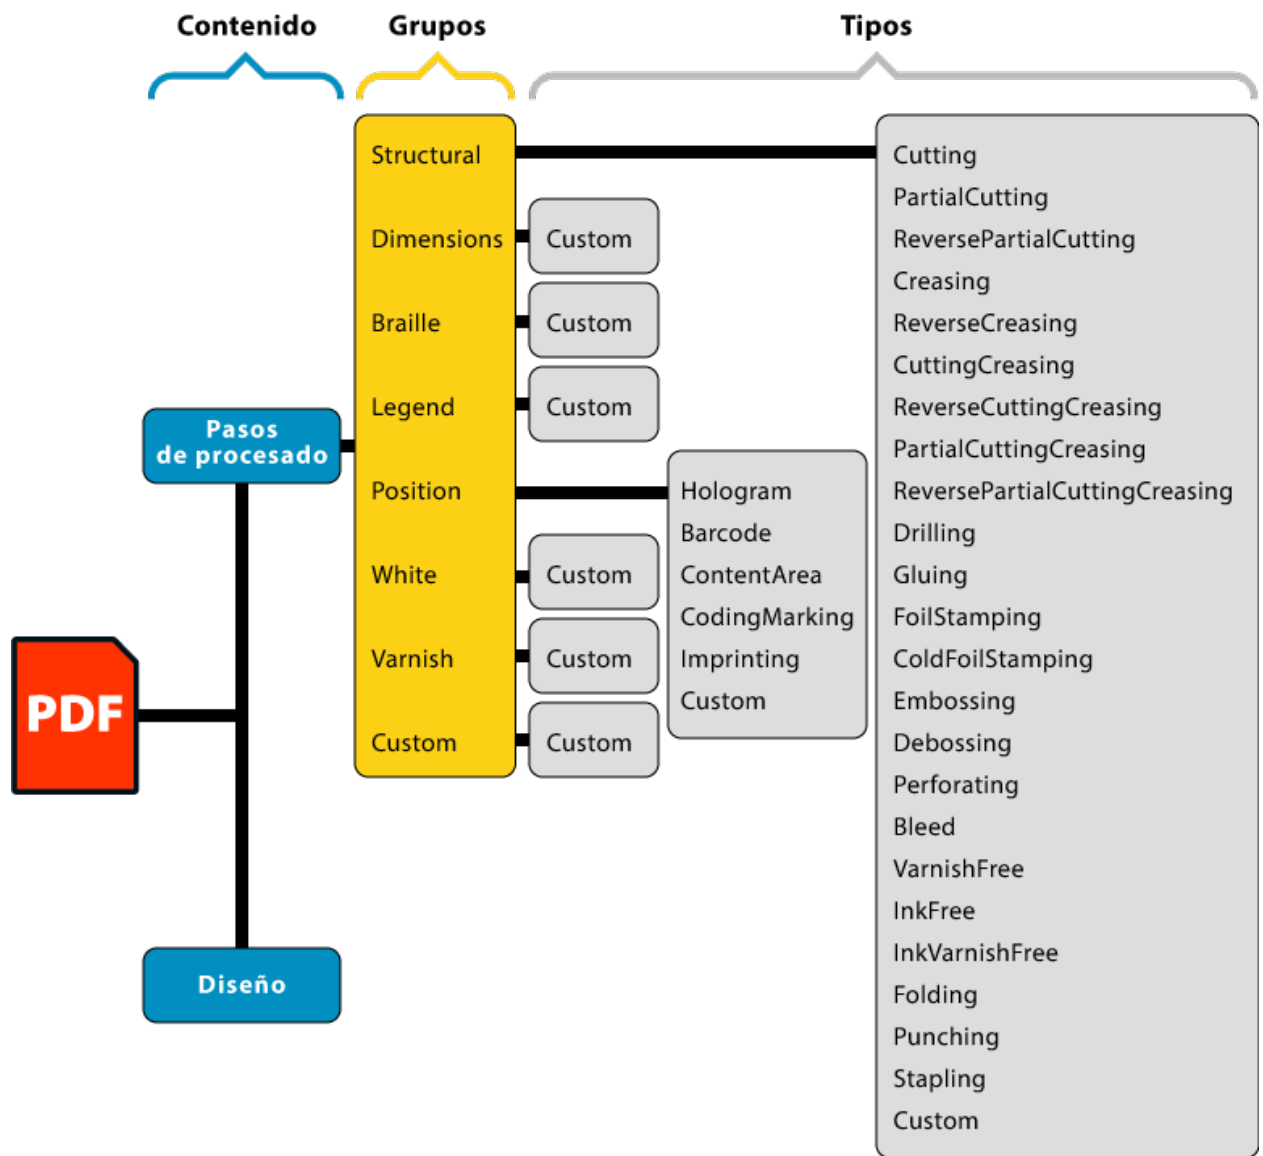 Contenido
Grupos
Tipos
PDF
Pasos
de procesado
Diseño
Structural
Dimensions
Braille
Legend
Position
White
Varnish
Custom
Custom
Custom
Custom
Custom
Custom
Custom
Hologram
Barcode
ContentArea
CodingMarking
Imprinting
Custom
Cutting
PartialCutting
ReversePartialCutting
Creasing
ReverseCreasing
CuttingCreasing
ReverseCuttingCreasing
PartialCuttingCreasing
ReversePartialCuttingCreasing
Drilling
Gluing
FoilStamping
ColdFoilStamping
Embossing
Debossing
Perforating
Bleed
VarnishFree
InkFree
InkVarnishFree
Folding
Punching
Stapling
Custom